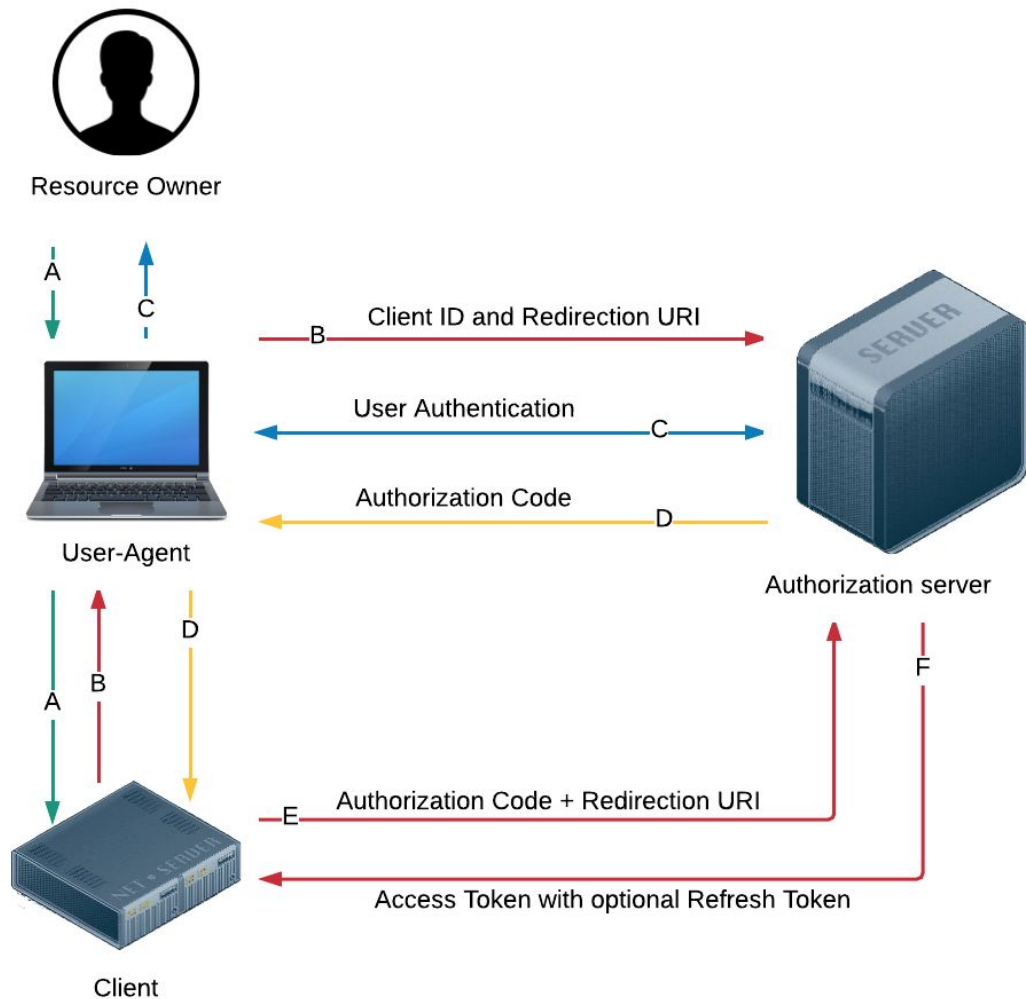 Resource Owner
A
C
B
Client ID and Redirection URI
SERVER
User Authentication
C
Authorization Code
D
User-Agent
Authorization server
D
F
B
A
Authorization Code + Redirection URI
E
NET SERVER
Access Token with optional Refresh Token
Client